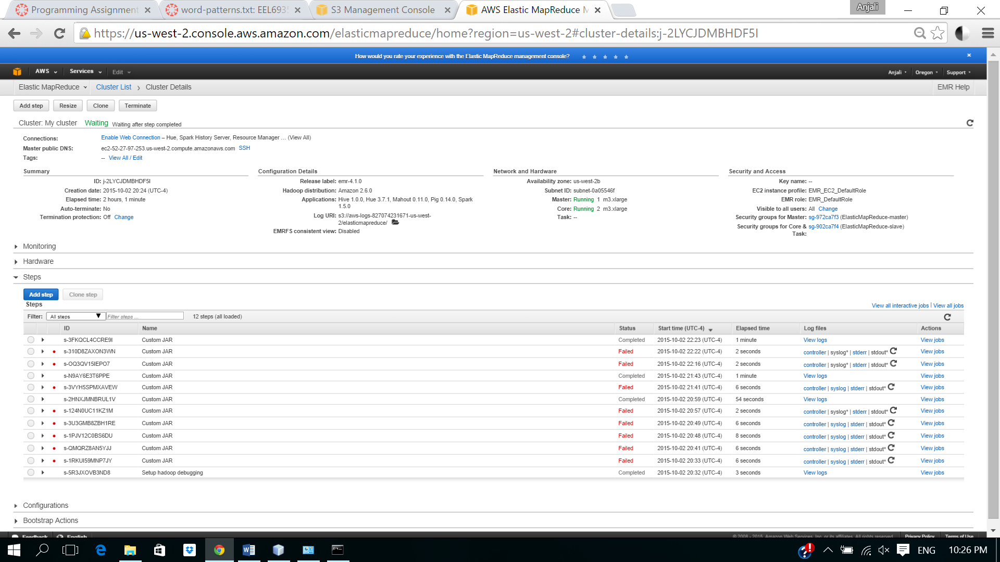 Programming Assignment
word-patterns.txt: EEL693
S3 Management Console
AWS Elastic MapReduce M
Anjali
https://us-west-2.console.aws.amazon.com/elasticmapreduce/home?region=us-west-2#cluster-details:j-2LYCJDMBHDF5I
How would you rate your experience with the Elastic MapReduce management console?
AWS Services Edit Anjali Oregon Support
Elastic MapReduce Cluster List Cluster Details EMR Help
Add step Resize Clone Terminate
Cluster: My cluster Waiting Waiting after step completed
Connections: Enable Web Connection – Hue, Spark History Server, Resource Manager ... (View All)
Master public DNS: ec2-52-27-97-253.us-west-2.compute.amazonaws.com SSH
Tags: -- View All / Edit
Summary
ID: j-2LYCJDMBHDF5I
Creation date: 2015-10-02 20:24 (UTC-4)
Elapsed time: 2 hours, 1 minute
Auto-terminate: No
Termination protection: Off Change
Configuration Details
Release label: emr-4.1.0
Hadoop distribution: Amazon 2.6.0
Applications: Hive 1.0.0, Hue 3.7.1, Mahout 0.11.0, Pig 0.14.0, Spark
1.5.0
Log URI: s3://aws-logs-827074231671-us-west-
2/elasticmapreduce/
EMRFS consistent view: Disabled
Network and Hardware
Availability zone: us-west-2b
Subnet ID: subnet-0a05546f
Master: Running 1 m3.xlarge
Core: Running 2 m3.xlarge
Task: --
Security and Access
Key name: --
EC2 instance profile: EMR_EC2_DefaultRole
EMR role: EMR_DefaultRole
Visible to all users: All Change
Security groups for Master: sg-972ca7f3 (ElasticMapReduce-master)
Security groups for Core & sg-902ca7f4 (ElasticMapReduce-slave)
Task:
Monitoring
Hardware
Steps
Add step Clone step
Steps
View all interactive jobs | View all jobs
Filter: All steps Filter steps ... 12 steps (all loaded)
ID Name Status Start time (UTC-4) Elapsed time Log files Actions
s-3FKQCL4CCRE9I Custom JAR Completed 2015-10-02 22:23 (UTC-4) 1 minute View logs View jobs
s-310D8ZAXON3WN Custom JAR Failed 2015-10-02 22:22 (UTC-4) 2 seconds controller | syslog* | stderr | stdout* View jobs
s-OQ3QV15IEPO7 Custom JAR Failed 2015-10-02 22:16 (UTC-4) 2 seconds controller | syslog* | stderr | stdout* View jobs
s-N9AY6E3T6PPE Custom JAR Completed 2015-10-02 21:43 (UTC-4) 1 minute View logs View jobs
s-3VYH5SPMXAVEW Custom JAR Failed 2015-10-02 21:41 (UTC-4) 6 seconds controller | syslog | stderr | stdout* View jobs
s-2HNXJMNBRUL1V Custom JAR Completed 2015-10-02 20:59 (UTC-4) 54 seconds View logs View jobs
s-124N0UC11KZ1M Custom JAR Failed 2015-10-02 20:57 (UTC-4) 2 seconds controller | syslog* | stderr | stdout* View jobs
s-3U3GMB8ZBH1RE Custom JAR Failed 2015-10-02 20:49 (UTC-4) 6 seconds controller | syslog | stderr | stdout* View jobs
s-1PJV12C0BS6DU Custom JAR Failed 2015-10-02 20:48 (UTC-4) 8 seconds controller | syslog | stderr | stdout* View jobs
s-QMQRZ8AN5YJJ Custom JAR Failed 2015-10-02 20:41 (UTC-4) 6 seconds controller | syslog | stderr | stdout* View jobs
s-1RKUI59MNP7JY Custom JAR Failed 2015-10-02 20:33 (UTC-4) 6 seconds controller | syslog | stderr | stdout* View jobs
s-5R3JXOVB3ND8 Setup hadoop debugging Completed 2015-10-02 20:32 (UTC-4) 3 seconds View logs View jobs
Configurations
Bootstrap Actions
Feedback English © 2008 - 2015, Amazon Web Services, Inc. or its affiliates. All rights reserved. Privacy Policy Terms of Use
ENG 10:26 PM